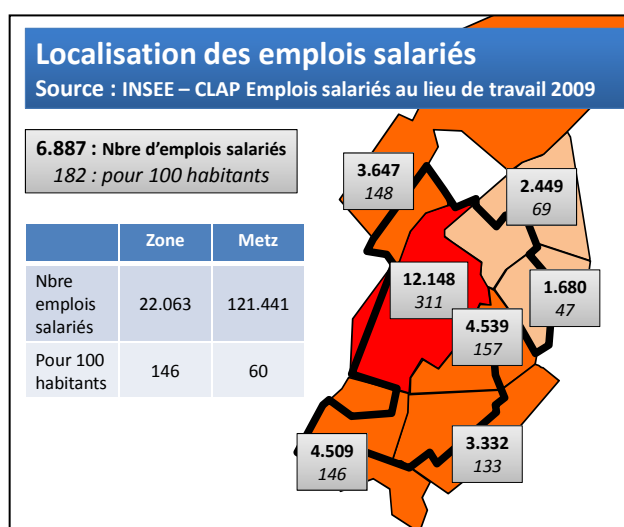 Localisation des emplois salariés
Source : INSEE – CLAP Emplois salariés au lieu de travail 2009
6.887 : Nbre d'emplois salariés
182 : pour 100 habitants
3.647
148
2.449
69
Zone Metz
Nbre
emplois
salariés
22.063 121.441
Pour 100
habitants
146 60
12.148
311
1.680
47
4.539
157
4.509
146
3.332
133